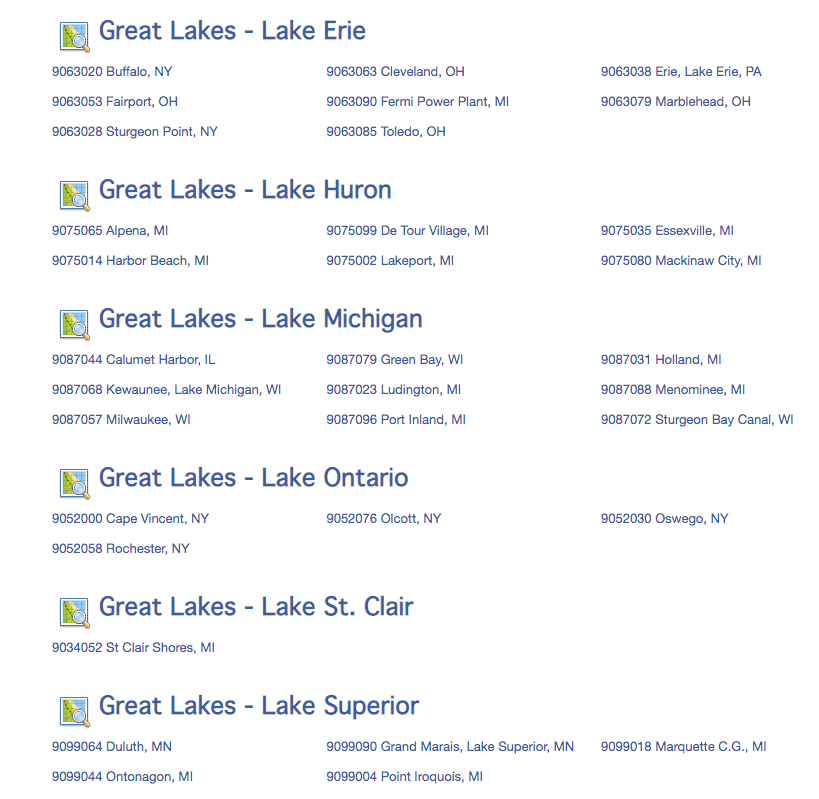 Great Lakes - Lake Erie
9063020 Buffalo, NY 9063063 Cleveland, OH 9063038 Erie, Lake Erie, PA
9063053 Fairport, OH 9063090 Fermi Power Plant, MI 9063079 Marblehead, OH
9063028 Sturgeon Point, NY 9063085 Toledo, OH
Great Lakes - Lake Huron
9075065 Alpena, MI 9075099 De Tour Village, MI 9075035 Essexville, MI
9075014 Harbor Beach, MI 9075002 Lakeport, MI 9075080 Mackinaw City, MI
Great Lakes - Lake Michigan
9087044 Calumet Harbor, IL 9087079 Green Bay, WI 9087031 Holland, MI
9087068 Kewaunee, Lake Michigan, WI 9087023 Ludington, MI 9087088 Menominee, MI
9087057 Milwaukee, WI 9087096 Port Inland, MI 9087072 Sturgeon Bay Canal, WI
Great Lakes - Lake Ontario
9052000 Cape Vincent, NY 9052076 Olcott, NY 9052030 Oswego, NY
9052058 Rochester, NY
Great Lakes - Lake St. Clair
9034052 St Clair Shores, MI
Great Lakes - Lake Superior
9099064 Duluth, MN 9099090 Grand Marais, Lake Superior, MN 9099018 Marquette C.G., MI
9099044 Ontonagon, MI 9099004 Point Iroquois, MI